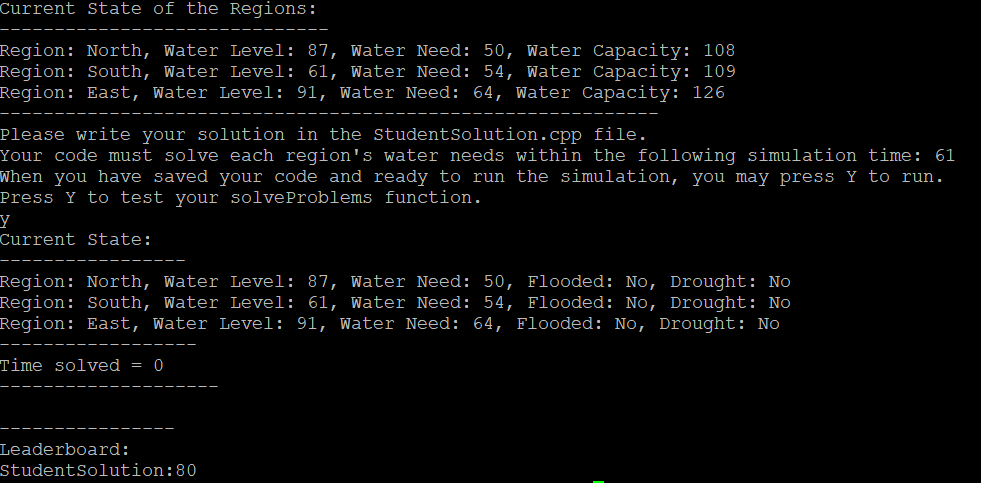 Current State of the Regions:
------------------------------
Region: North, Water Level: 87, Water Need: 50, Water Capacity: 108
Region: South, Water Level: 61, Water Need: 54, Water Capacity: 109
Region: East, Water Level: 91, Water Need: 64, Water Capacity: 126
------------------------------------------------------------
Please write your solution in the StudentSolution.cpp file.
Your code must solve each region's water needs within the following simulation time: 61
When you have saved your code and ready to run the simulation, you may press Y to run.
Press Y to test your solveProblems function.
y
Current State:
-----------------
Region: North, Water Level: 87, Water Need: 50, Flooded: No, Drought: No
Region: South, Water Level: 61, Water Need: 54, Flooded: No, Drought: No
Region: East, Water Level: 91, Water Need: 64, Flooded: No, Drought: No
------------------
Time solved = 0
--------------------
----------------
Leaderboard:
StudentSolution:80